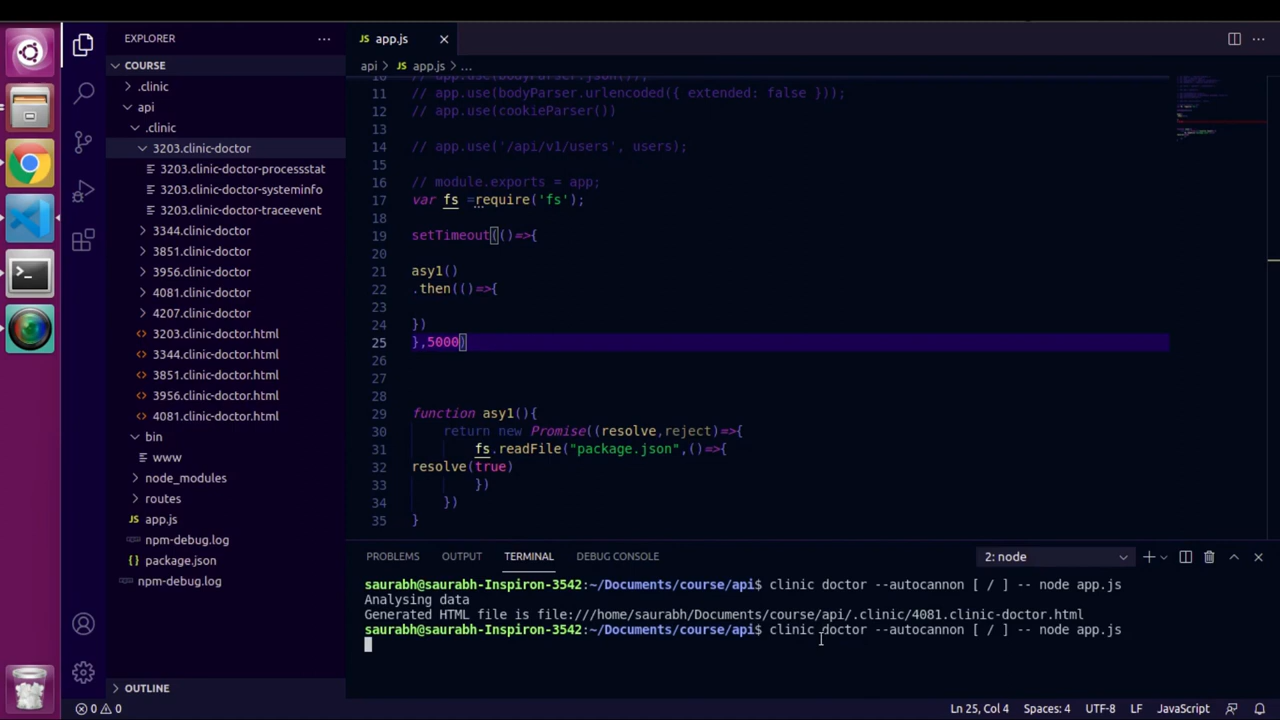 EXPLORER
···
COURSE
.clinic
api
.clinic
3203.clinic-doctor
3203.clinic-doctor-processstat
3203.clinic-doctor-systeminfo
3203.clinic-doctor-traceevent
3344.clinic-doctor
3851.clinic-doctor
3956.clinic-doctor
4081.clinic-doctor
4207.clinic-doctor
3203.clinic-doctor.html
3344.clinic-doctor.html
3851.clinic-doctor.html
3956.clinic-doctor.html
4081.clinic-doctor.html
bin
www
node_modules
routes
JS app.js
npm-debug.log
package.json
npm-debug.log
OUTLINE
JS app.js
api > JS app.js > ...
10 // app.use(bodyParser.json());
11 // app.use(bodyParser.urlencoded({ extended: false }));
12 // app.use(cookieParser())
13
14 // app.use('/api/v1/users', users);
15
16 // module.exports = app;
17 var fs =require('fs');
18
19 setTimeout(()=>{
20
21 asy1()
22 .then(()=>{
23
24 })
25 },5000)
26
27
28
29 function asy1(){
30 return new Promise((resolve,reject)=>{
31 fs.readFile("package.json",()=>{
32 resolve(true)
33 })
34 })
35 }
PROBLEMS OUTPUT TERMINAL DEBUG CONSOLE 2: node
saurabh@saurabh-Inspiron-3542:~/Documents/course/api$ clinic doctor --autocannon [ / ] -- node app.js
Analysing data
Generated HTML file is file:///home/saurabh/Documents/course/api/.clinic/4081.clinic-doctor.html
saurabh@saurabh-Inspiron-3542:~/Documents/course/api$ clinic doctor --autocannon [ / ] -- node app.js
0 0 Ln 25, Col 4 Spaces: 4 UTF-8 LF JavaScript